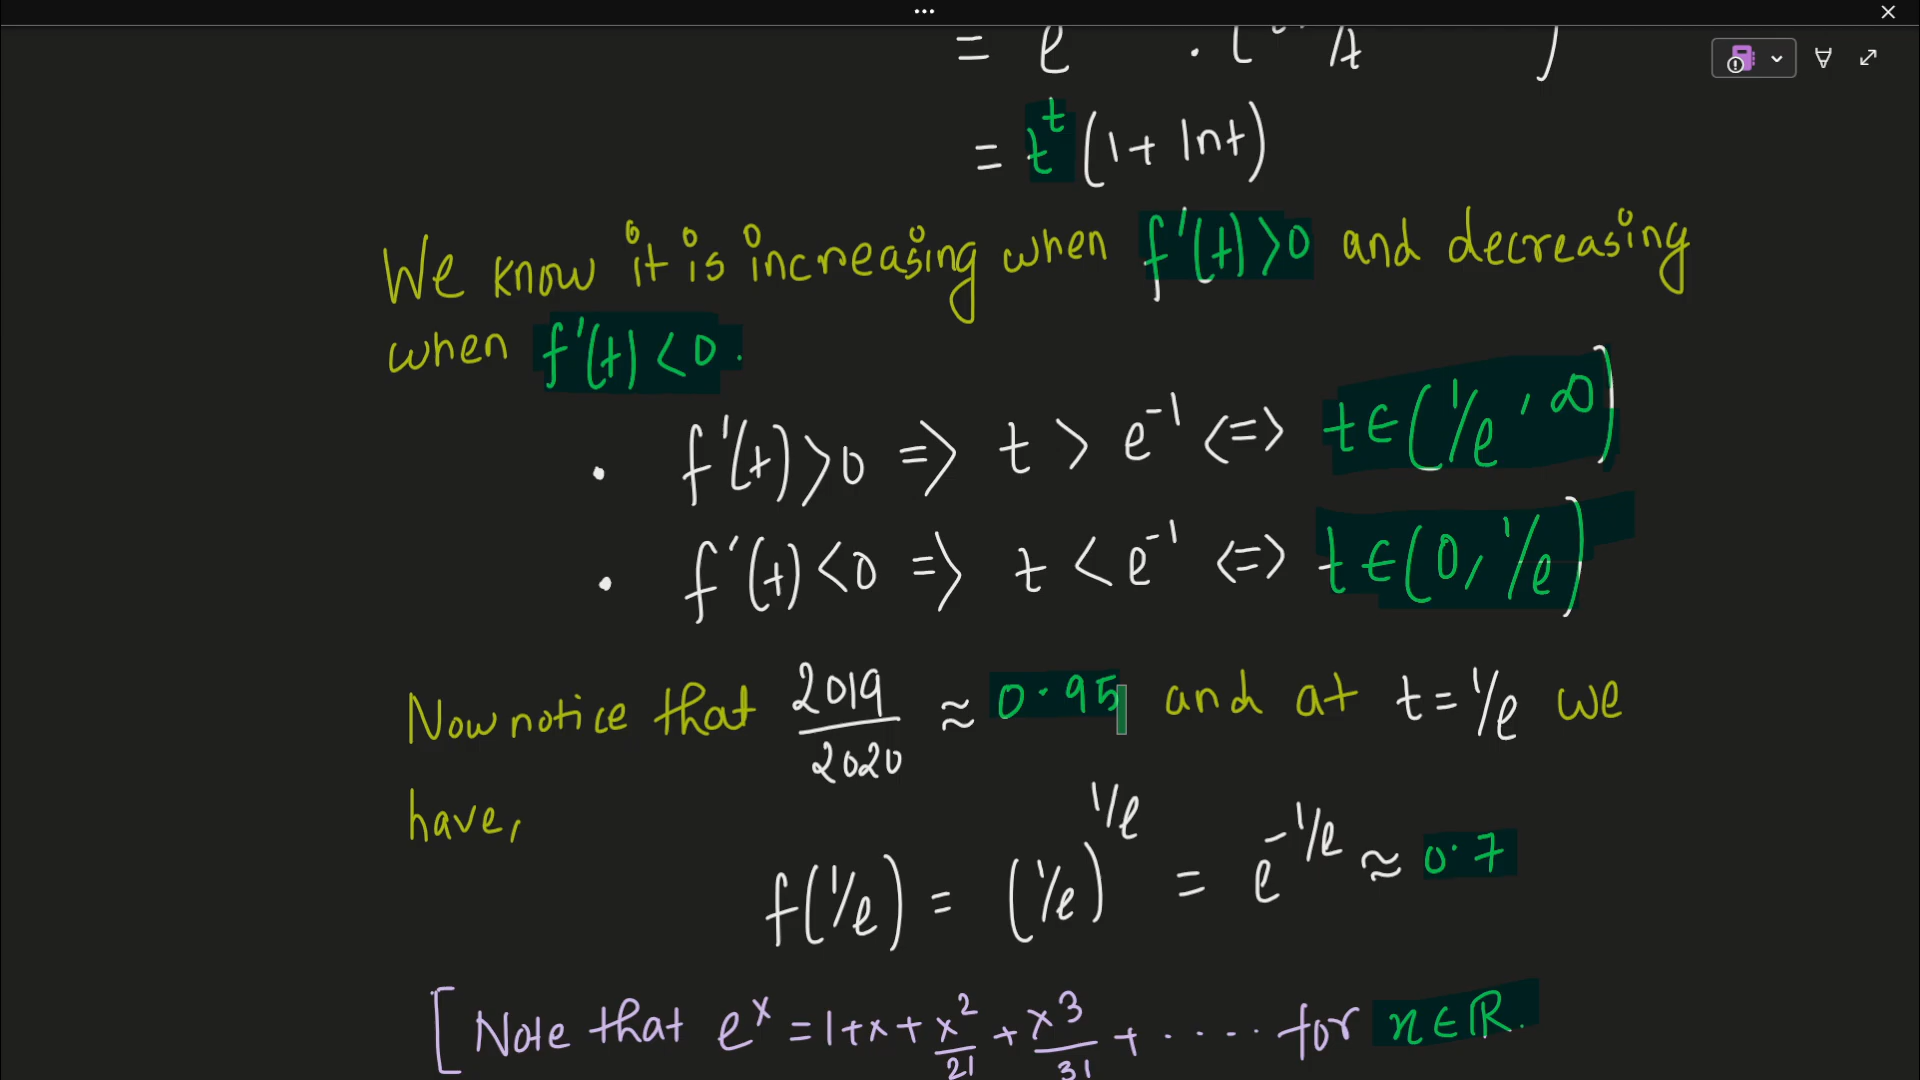 = e .
= t^t (1 + lnt)
We know it is increasing when f'(t) > 0 and decreasing
when f'(t) < 0.
• f'(t) > 0 => t > e^-1 <=> t ∈ (1/e, ∞)
• f'(t) < 0 => t < e^-1 <=> t ∈ (0, 1/e)
Now notice that 2019/2020 ≈ 0.95 and at t = 1/e we
have,
f(1/e) = (1/e)^1/e = e^-1/e ≈ 0.7
[Note that e^x = 1 + x + x^2/2! + x^3/3! + ····· for x ∈ ℝ.